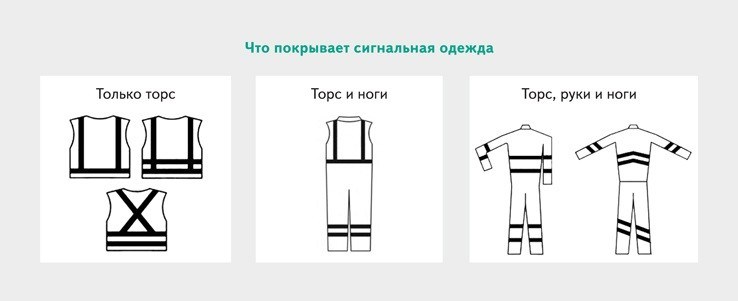 Что покрывает сигнальная одежда
Только торс
Торс и ноги
Торс, руки и ноги